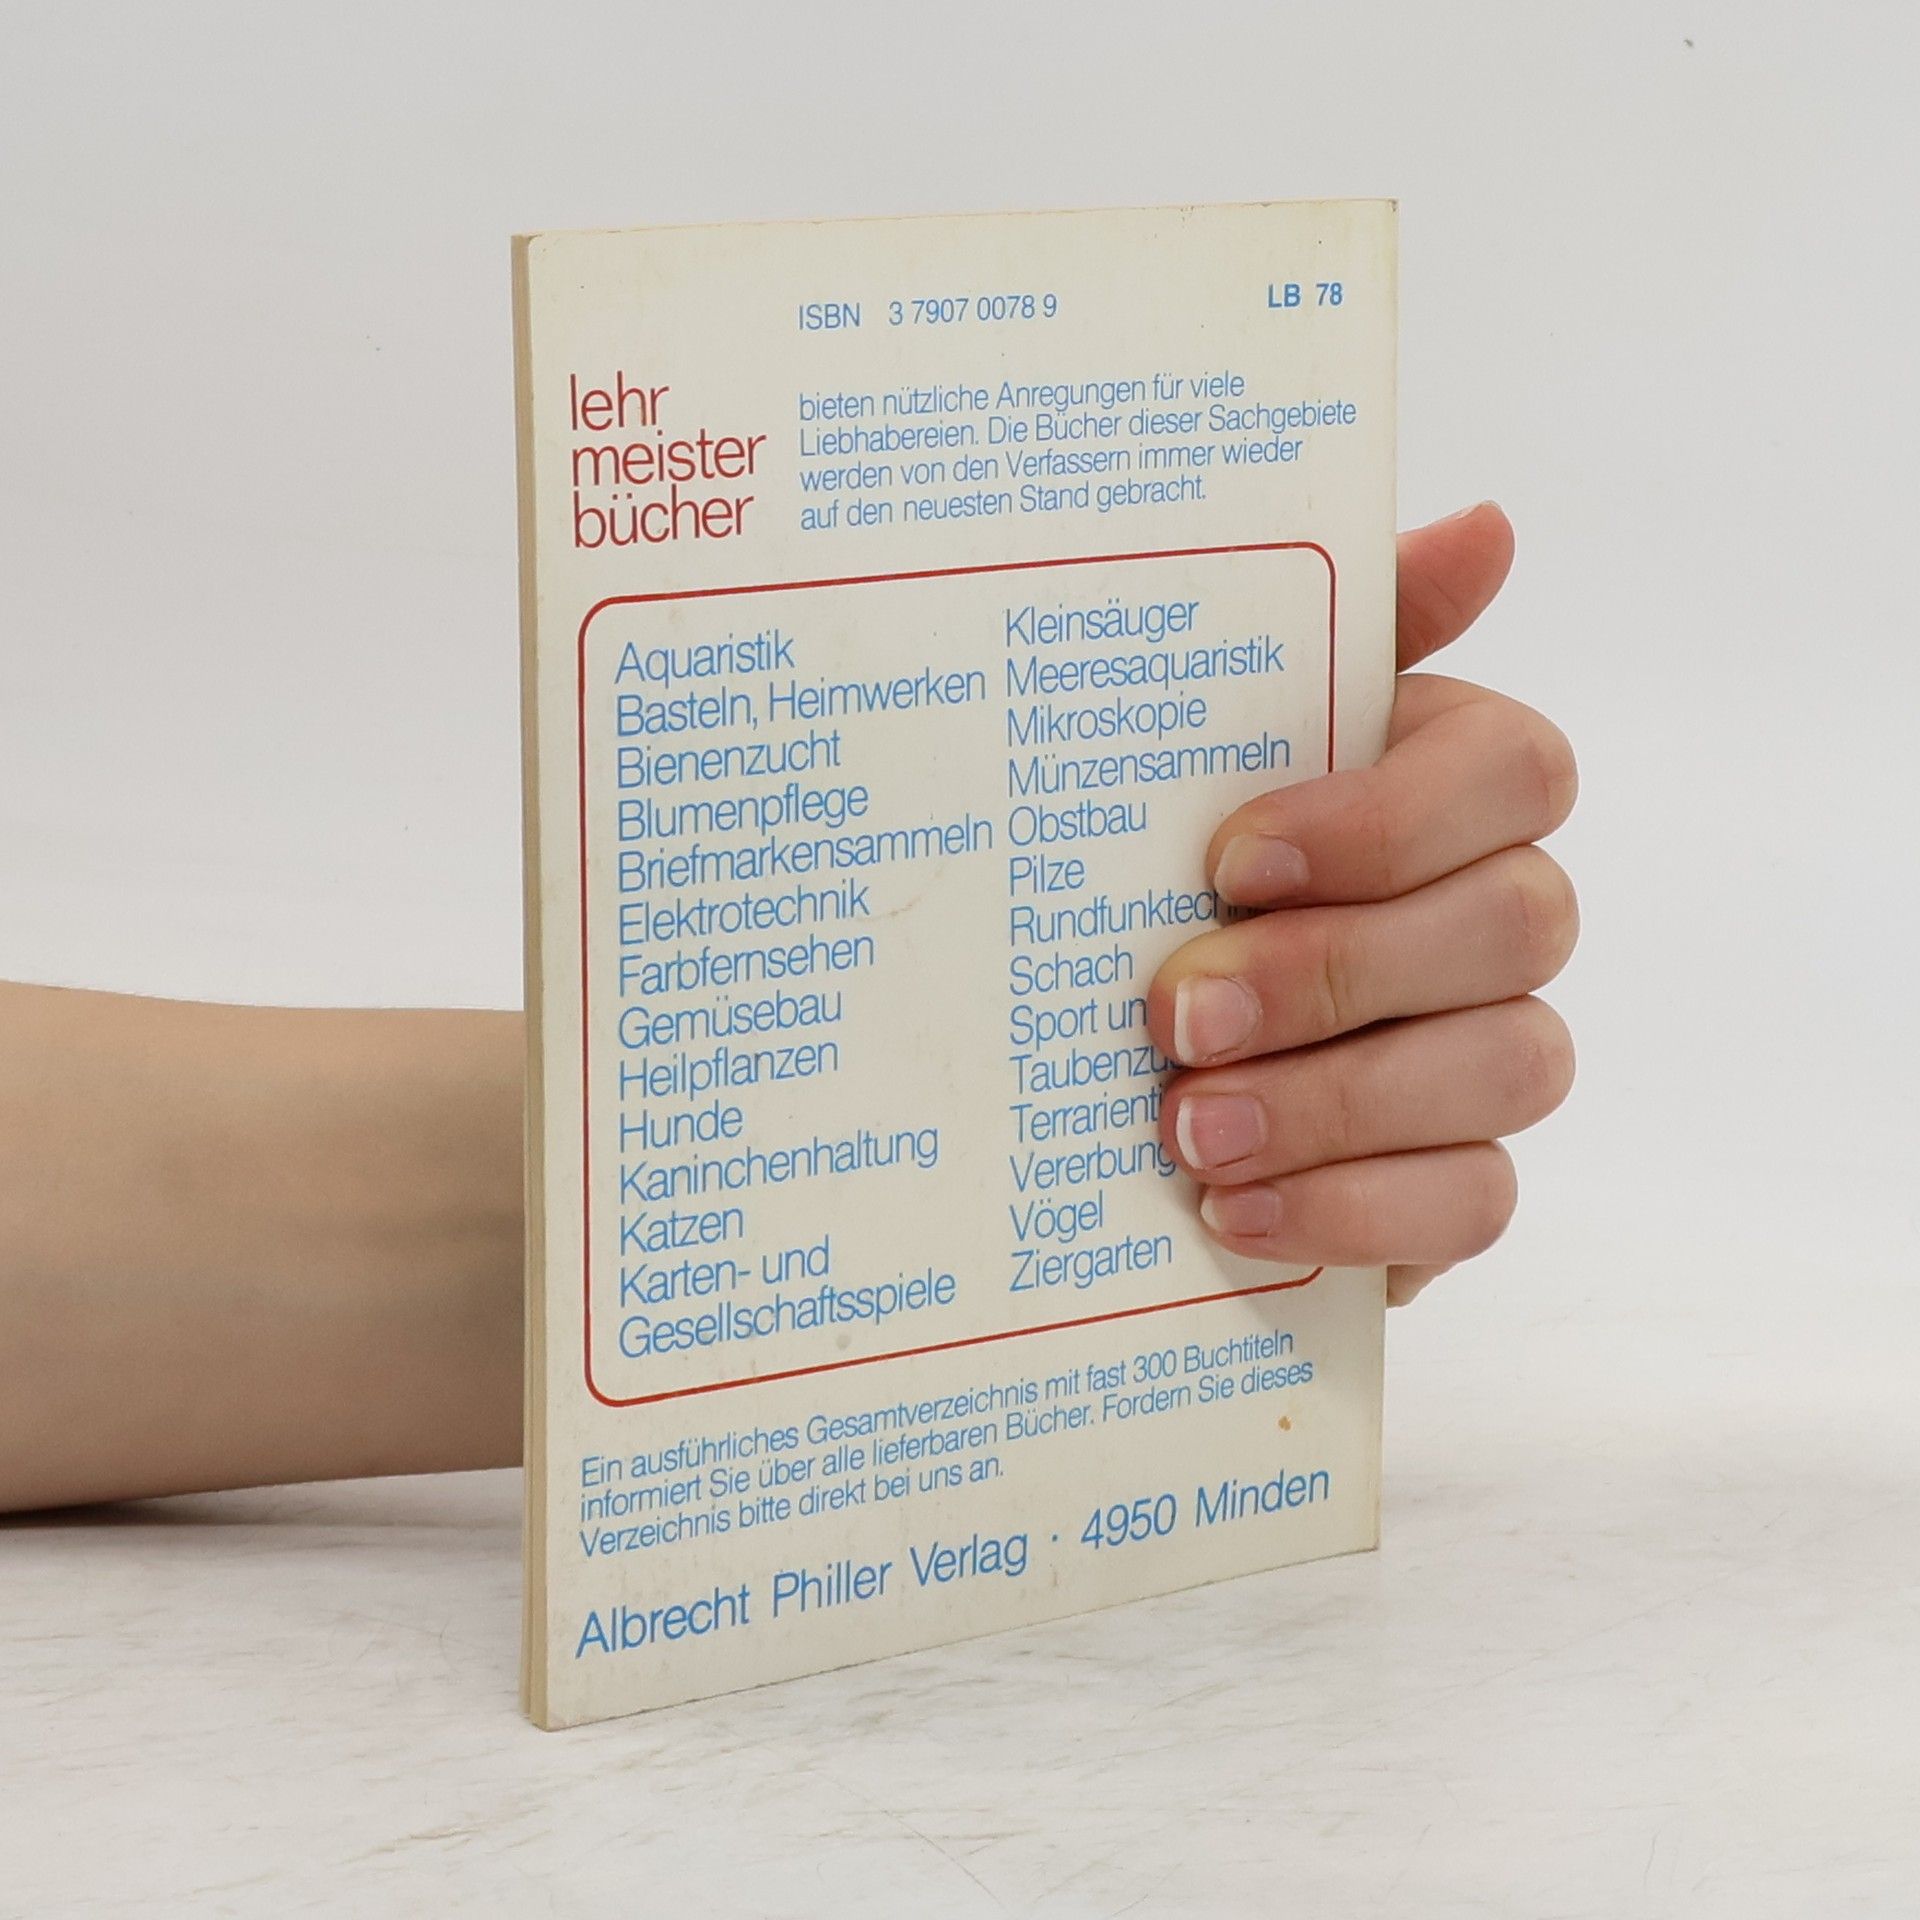 ISBN 3 7907 0078 9
LB 78
lehr
meister
bücher
bieten nützliche Anregungen für viele
Liebhabereien. Die Bücher dieser Sachgebiete
werden von den Verfassern immer wieder
auf den neuesten Stand gebracht.
Aquaristik
Basteln, Heimwerken
Bienenzucht
Blumenpflege
Briefmarkensammeln
Elektrotechnik
Farbfernsehen
Gemüsebau
Heilpflanzen
Hunde
Kaninchenhaltung
Katzen
Karten- und
Gesellschaftsspiele
Kleinsäuger
Meeresaquaristik
Mikroskopie
Münzensammeln
Obstbau
Pilze
Schach
Sport
Vererbung
Vögel
Ziergarten
Ein ausführliches Gesamtverzeichnis mit fast 300 Buchtiteln
informiert Sie über alle lieferbaren Bücher. Fordern Sie dieses
Verzeichnis bitte direkt bei uns an.
Albrecht Philler Verlag · 4950 Minden